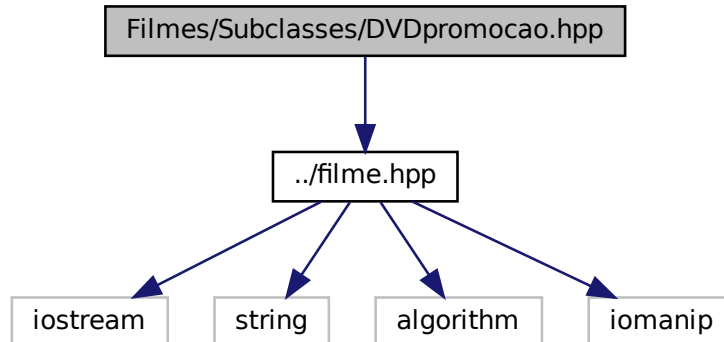 Filmes/Subclasses/DVDpromocao.hpp
../filme.hpp
iostream
string
algorithm
iomanip